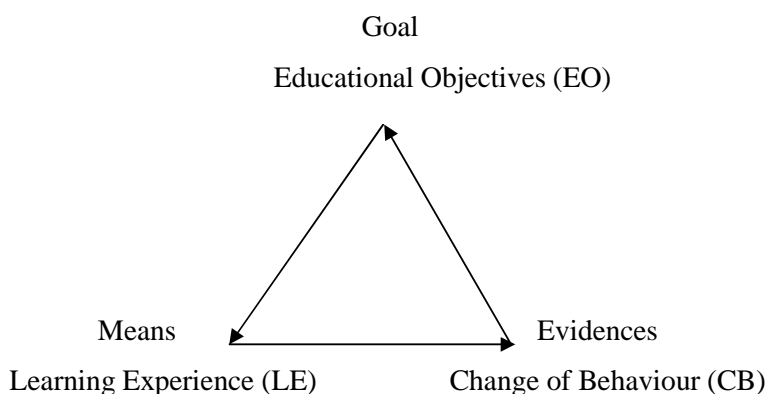 Goal
Educational Objectives (EO)
Means
Evidences
Learning Experience (LE)
Change of Behaviour (CB)